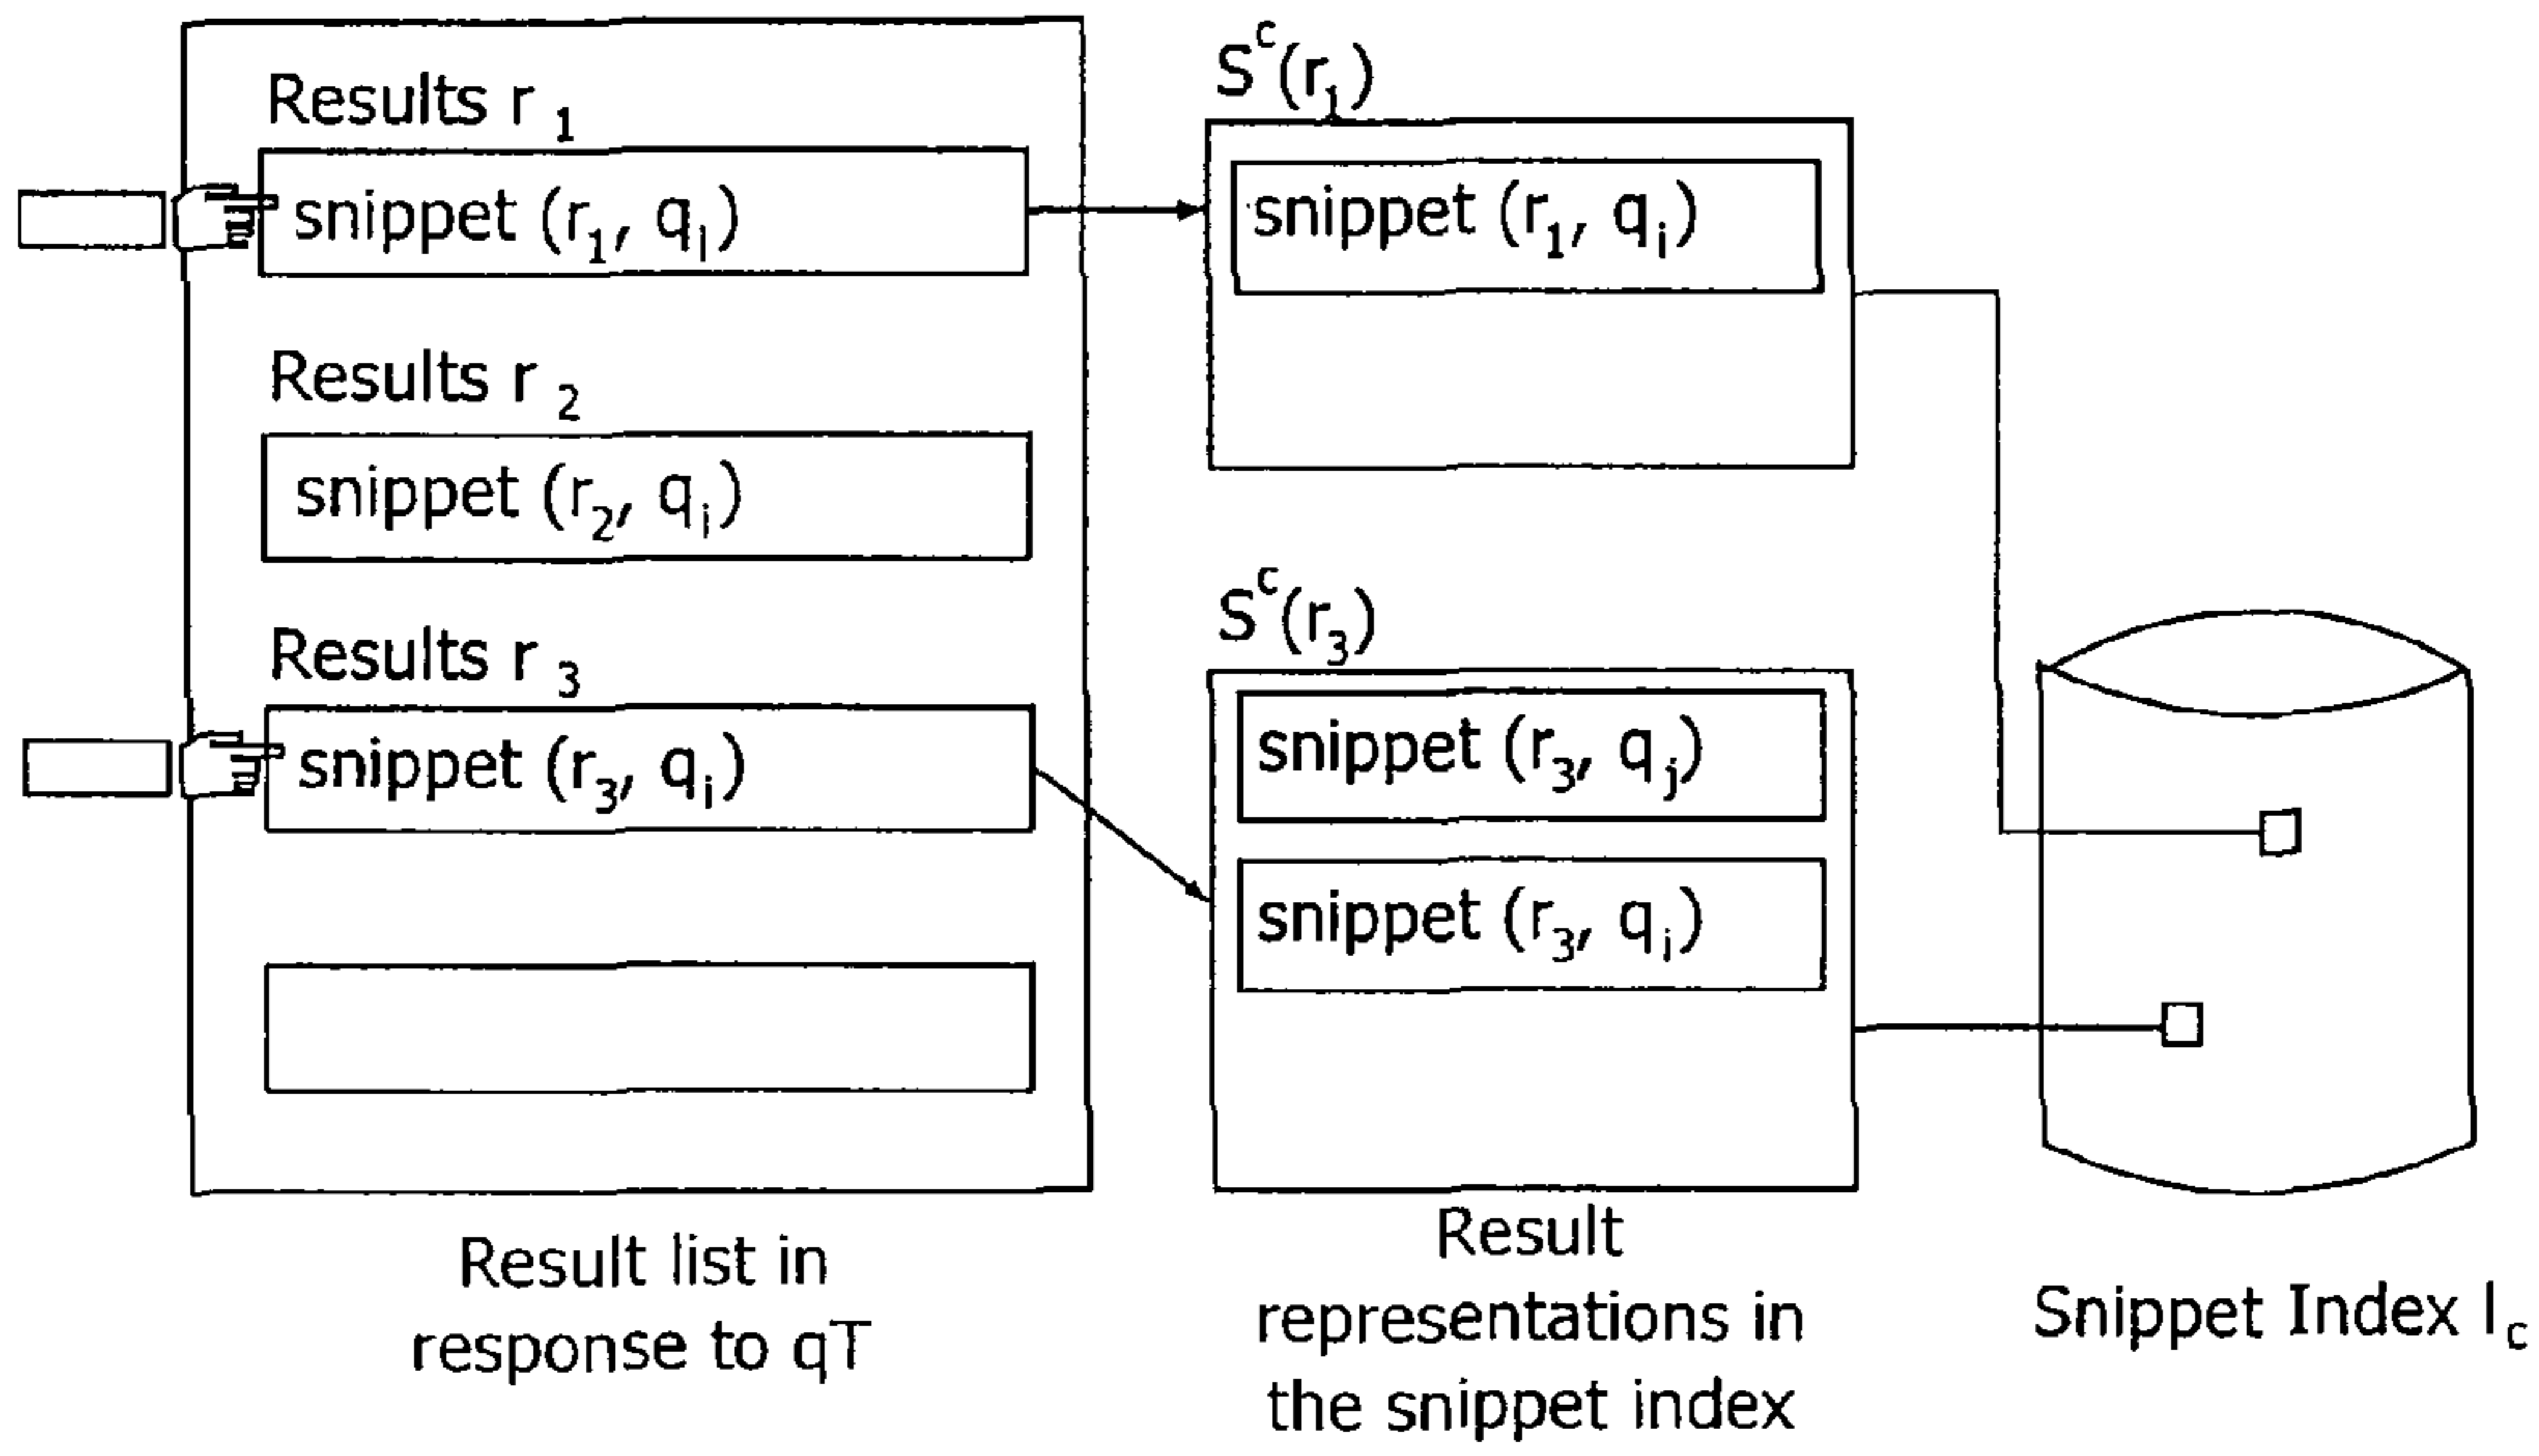 Results r 1
snippet (r1, qi)
Results r 2
snippet (r2, qi)
Results r 3
snippet (r3, qi)
Result list in
response to qT
Sc(r1)
snippet (r1, qi)
Sc(r3)
snippet (r3, qj)
snippet (r3, qi)
Result
representations in
the snippet index
Snippet Index Ic